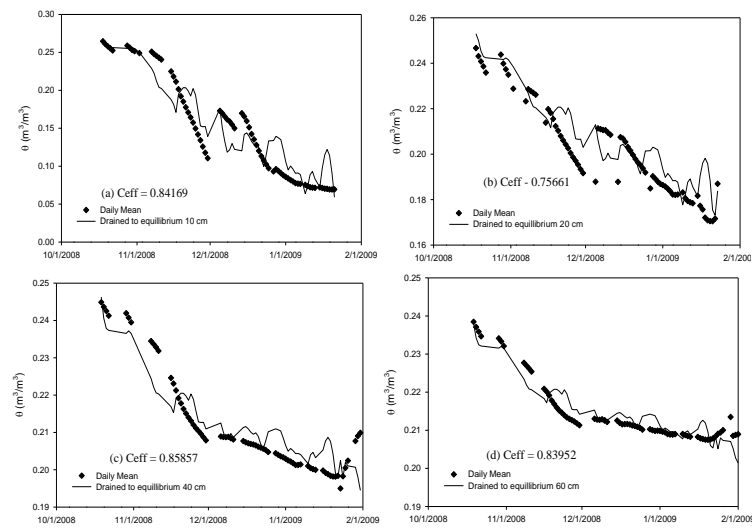 0.30
0.25
0.20
0.15
0.10
0.05
0.00
θ (m³/m³)
(a) Ceff = 0.84169
Daily Mean
Drained to equillibrium 10 cm
10/1/2008 11/1/2008 12/1/2008 1/1/2009 2/1/2009
0.26
0.24
0.22
0.20
0.18
0.16
θ (m³/m³)
(b) Ceff - 0.75661
Daily Mean
Drained to equillibrium 20 cm
10/1/2008 11/1/2008 12/1/2008 1/1/2009 2/1/200
0.25
0.24
0.23
0.22
0.21
0.20
0.19
θ (m³/m³)
(c) Ceff = 0.85857
Daily Mean
Drained to equillibrium 40 cm
10/1/2008 11/1/2008 12/1/2008 1/1/2009 2/1/2009
0.25
0.24
0.23
0.22
0.21
0.20
0.19
θ (m³/m³)
(d) Ceff = 0.83952
Daily Mean
Drained to equillibrium 60 cm
10/1/2008 11/1/2008 12/1/2008 1/1/2009 2/1/2009